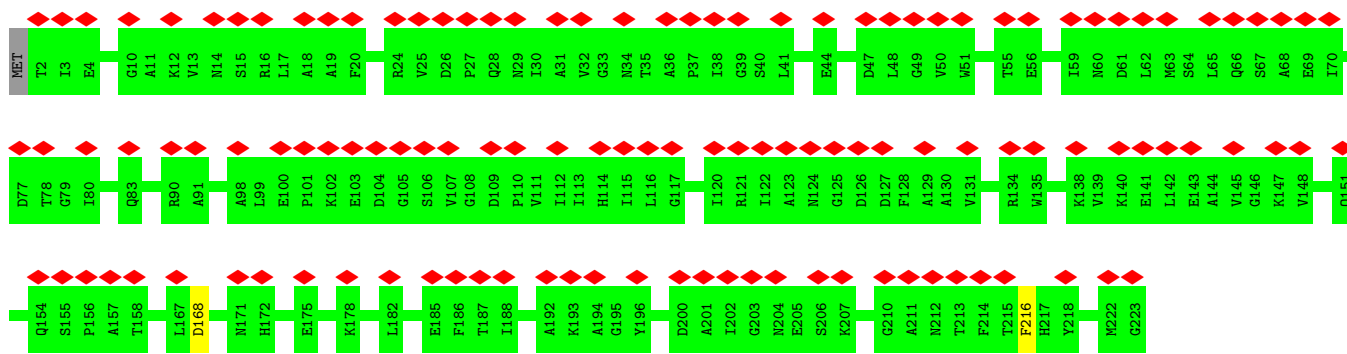 MET T2 I3 E4 G10 A11 K12 V13 N14 S15 R16 L17 A18 A19 F20 R24 V25 D26 P27 Q28 N29 I30 A31 V32 G33 N34 T35 A36 P37 I38 G39 S40 L41 E44 D47 L48 G49 V50 W51 T55 E56 I59 N60 D61 L62 M63 S64 L65 Q66 S67 A68 E69 I70
D77 T78 G79 I80 Q83 R90 A91 A98 L99 E100 P101 K102 E103 D104 G105 S106 V107 G108 D109 P110 V111 I112 I113 H114 I115 L116 G117 I120 R121 I122 A123 N124 G125 D126 D127 F128 A129 A130 V131 R134 W135 K138 V139 K140 E141 L142 E143 A144 V145 G146 K147 V148
Q154 S155 P156 A157 T158 L167 D168 N171 H172 E175 K178 L182 E185 F186 T187 I188 A192 K193 A194 G195 Y196 D200 A201 I202 G203 N204 E205 S206 K207 G210 A211 N212 T213 F214 T215 F216 H217 Y218 M222 G223